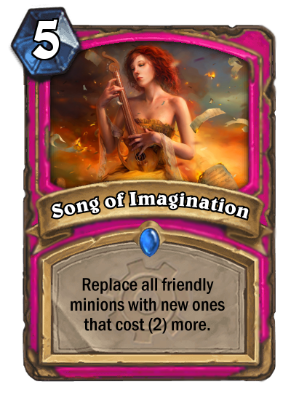 5
Song of Imagination
Replace all friendly
minions with new ones
that cost (2) more.